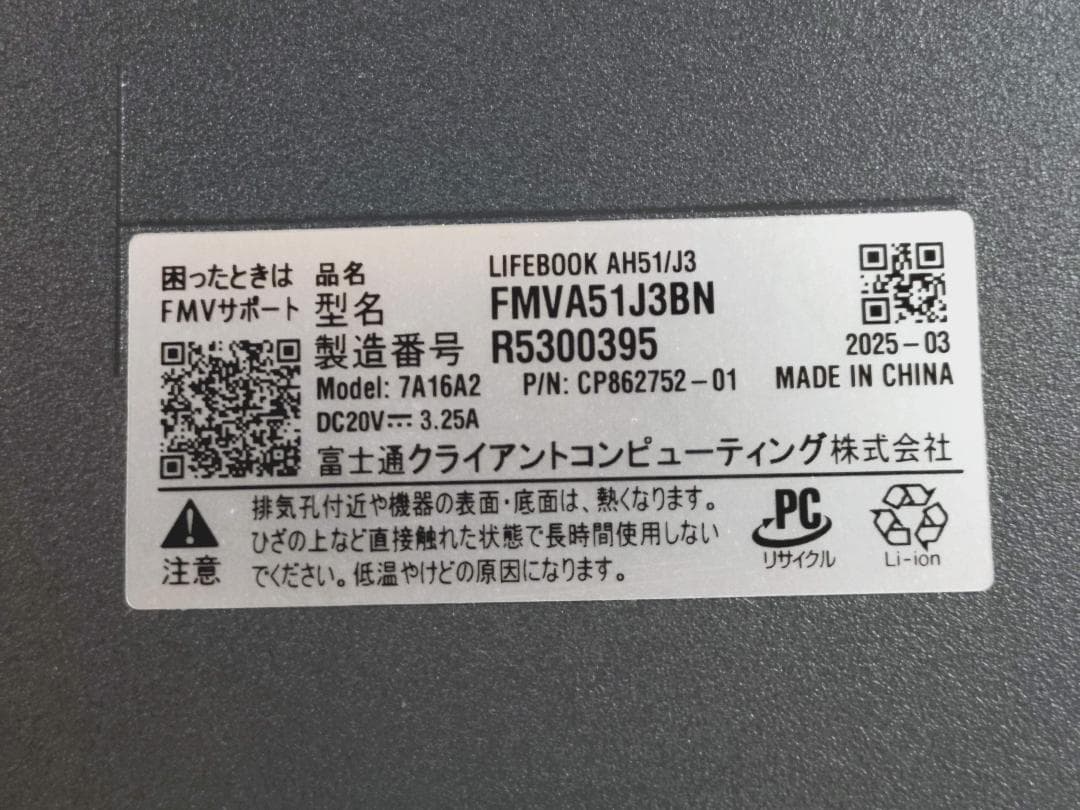 困ったときは
FMVサポート
品名 LIFEBOOK AH51/J3
型名 FMVA51J3BN
製造番号 R5300395
2025-03
Model: 7A16A2 P/N: CP862752-01 MADE IN CHINA
DC20V⎓ 3.25A
富士通クライアントコンピューティング株式会社
注意
排気孔付近や機器の表面・底面は、熱くなります。
ひざの上など直接触れた状態で長時間使用しない
でください。低温やけどの原因になります。
PC
リサイクル
Li-ion